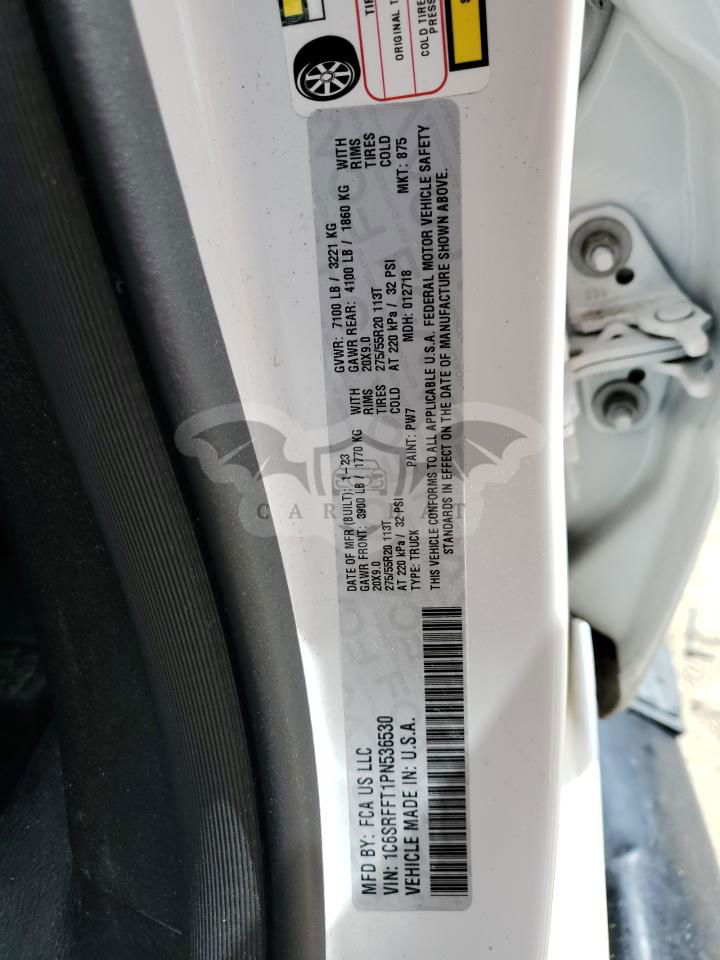 TIR
ORIGINAL T
COLD TIRE
PRESS
MFD BY: FCA US LLC
VIN: 1C6SRFFT1PN536530
VEHICLE MADE IN: U.S.A.
DATE OF MFR (BUILT): 1-23
GAWR FRONT: 3900 LB / 1770 KG WITH
20X9.0 RIMS
275/55R20 113T TIRES
AT 220 kPa / 32 PSI COLD
TYPE: TRUCK PAINT: PW7
GVWR: 7100 LB / 3221 KG
GAWR REAR: 4100 LB / 1860 KG WITH
20X9.0 RIMS
275/55R20 113T TIRES
AT 220 kPa / 32 PSI COLD
MDH: 012718 MKT: 875
THIS VEHICLE CONFORMS TO ALL APPLICABLE U.S.A. FEDERAL MOTOR VEHICLE SAFETY
STANDARDS IN EFFECT ON THE DATE OF MANUFACTURE SHOWN ABOVE.